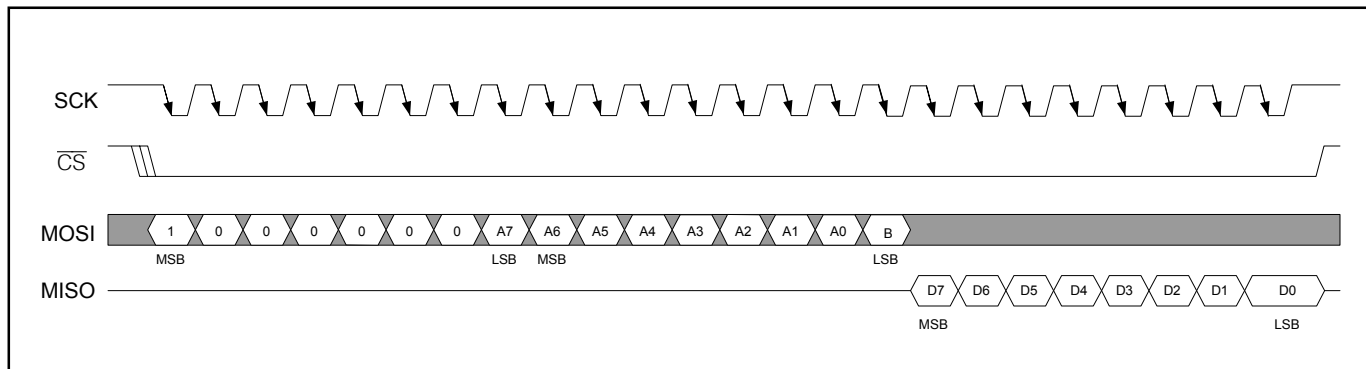 SCK
CS
MOSI 1 0 0 0 0 0 0 A7 A6 A5 A4 A3 A2 A1 A0 B
MSB LSB MSB LSB
MISO D7 D6 D5 D4 D3 D2 D1 D0
MSB LSB